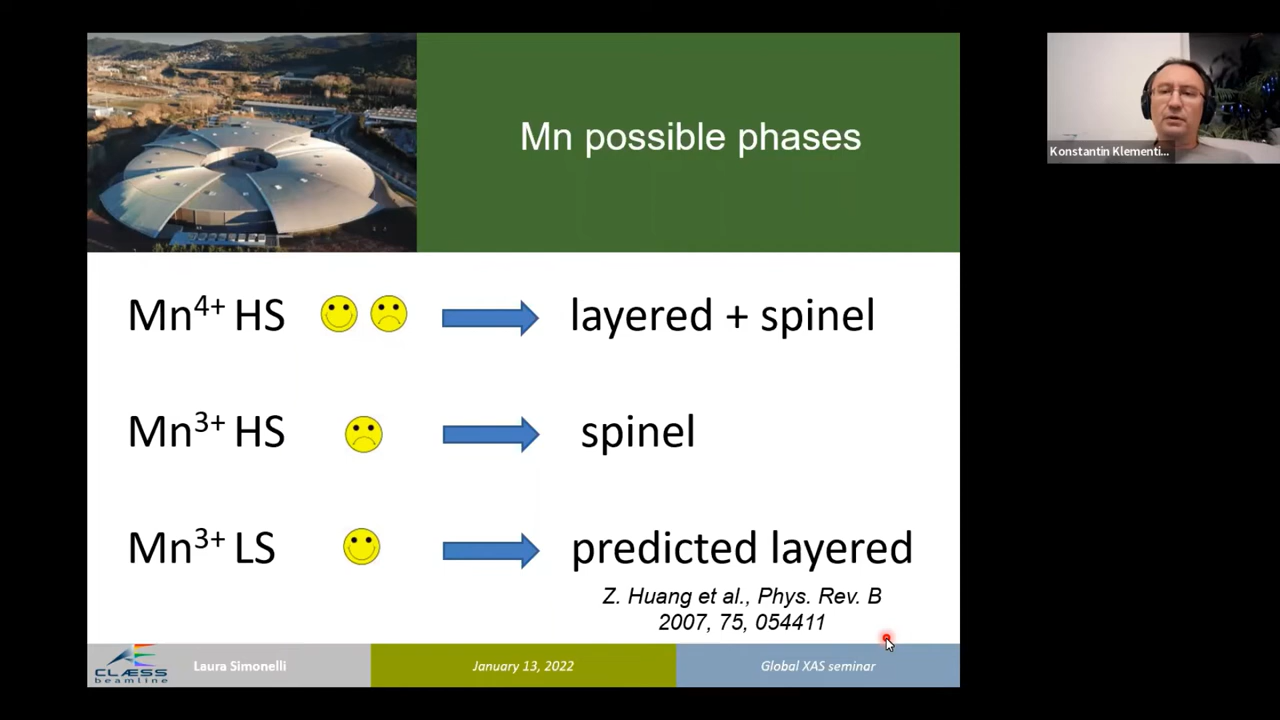 Mn possible phases
Konstantin Klementi...
Mn4+ HS layered + spinel
Mn3+ HS spinel
Mn3+ LS predicted layered
Z. Huang et al., Phys. Rev. B
2007, 75, 054411
CLÆSS
beamline
Laura Simonelli
January 13, 2022
Global XAS seminar